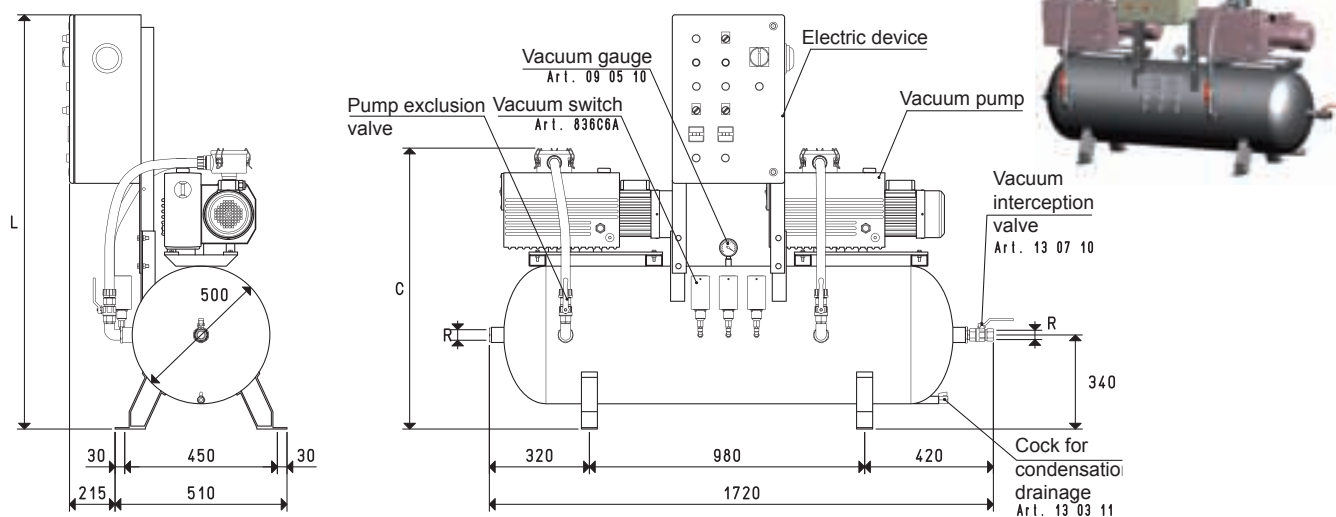 Electric device
Vacuum gauge
Art. 09 05 10
Vacuum pump
Pump exclusion
valve
Vacuum switch
Art. 836C6A
Vacuum
interception
valve
Art. 13 07 10
L
500
C
R
R
340
30
450
30
320
980
420
Cock for
condensatio
drainage
Art. 13 03 11
215
510
1720